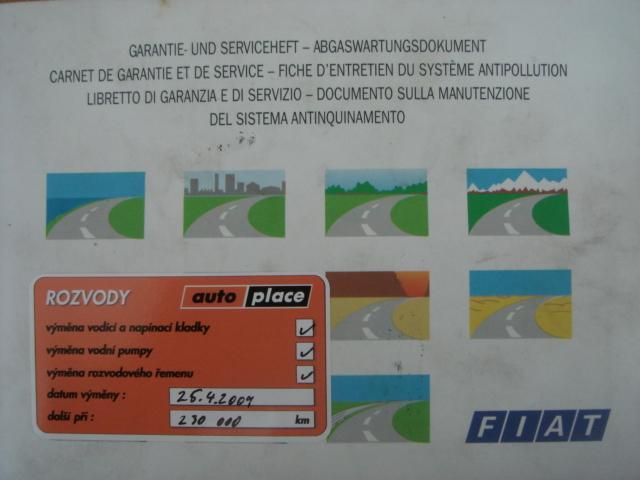 GARANTIE- UND SERVICEHEFT – ABGASWARTUNGSDOKUMENT
CARNET DE GARANTIE ET DE SERVICE – FICHE D'ENTRETIEN DU SYSTÈME ANTIPOLLUTION
LIBRETTO DI GARANZIA E DI SERVIZIO – DOCUMENTO SULLA MANUTENZIONE
DEL SISTEMA ANTINQUINAMENTO
ROZVODY auto place
výměna vodící a napínací kladky
výměna vodní pumpy
výměna rozvodového řemenu
datum výměny : 25.4.2009
další při : 230 000 km
FIAT